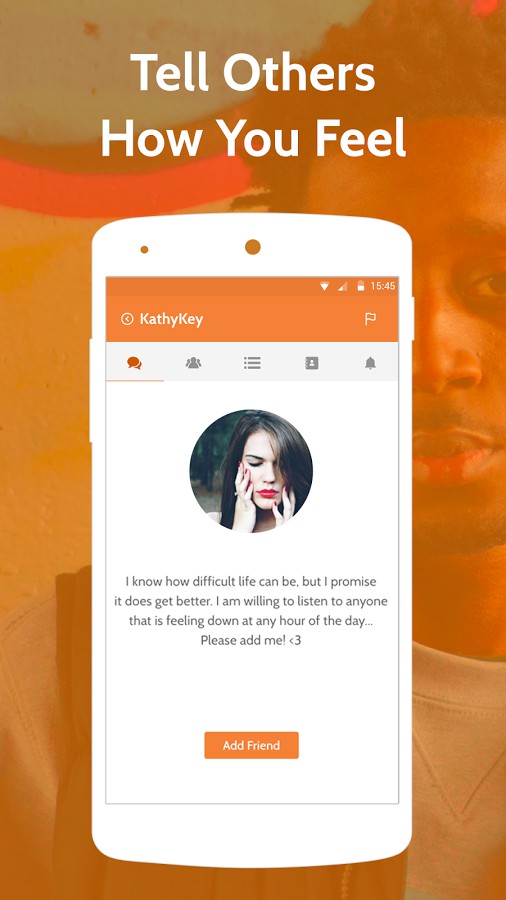 Tell Others
How You Feel
15:45
KathyKey
I know how difficult life can be, but I promise
it does get better. I am willing to listen to anyone
that is feeling down at any hour of the day...
Please add me! <3
Add Friend